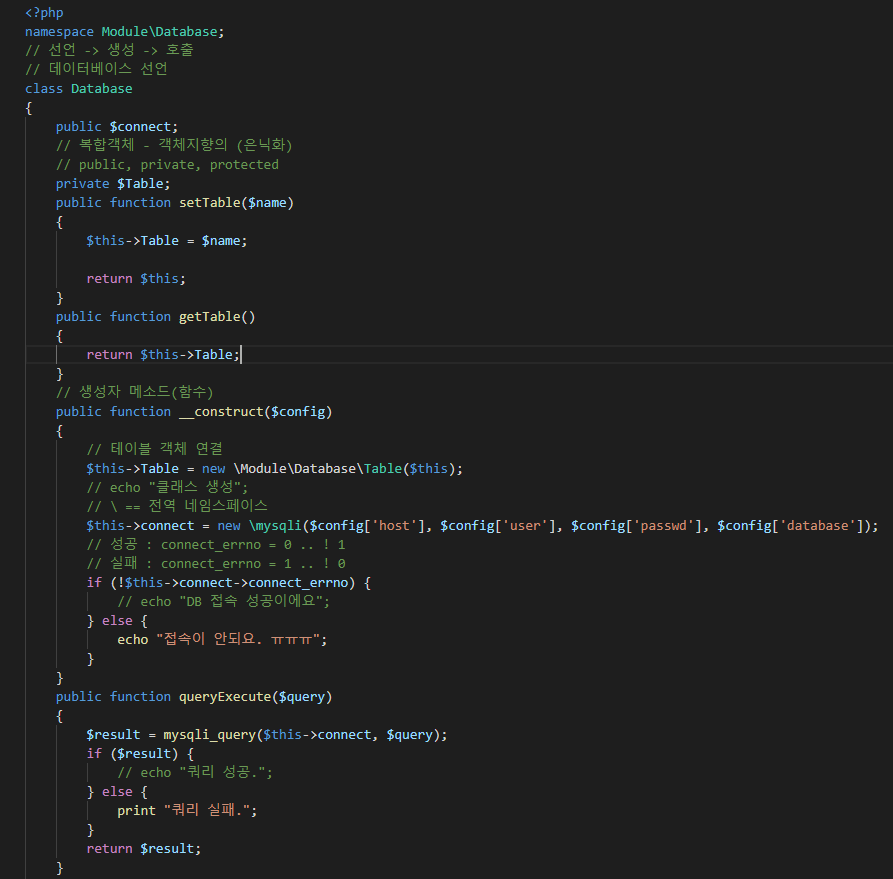 <?php
namespace Module\Database;
// 선언 -> 생성 -> 호출
// 데이터베이스 선언
class Database
{
    public $connect;
    // 복합객체 - 객체지향의 (은닉화)
    // public, private, protected
    private $Table;
    public function setTable($name)
    {
        $this->Table = $name;

        return $this;
    }
    public function getTable()
    {
        return $this->Table;
    }
    // 생성자 메소드(함수)
    public function __construct($config)
    {
        // 테이블 객체 연결
        $this->Table = new \Module\Database\Table($this);
        // echo "클래스 생성";
        // \ == 전역 네임스페이스
        $this->connect = new \mysqli($config['host'], $config['user'], $config['passwd'], $config['database']);
        // 성공 : connect_errno = 0 .. ! 1
        // 실패 : connect_errno = 1 .. ! 0
        if (!$this->connect->connect_errno) {
            // echo "DB 접속 성공이에요";
        } else {
            echo "접속이 안되요. ㅠㅠㅠ";
        }
    }
    public function queryExecute($query)
    {
        $result = mysqli_query($this->connect, $query);
        if ($result) {
            // echo "쿼리 성공.";
        } else {
            print "쿼리 실패.";
        }
        return $result;
    }